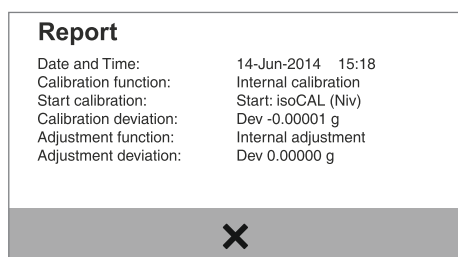 Report
Date and Time: 14-Jun-2014 15:18
Calibration function: Internal calibration
Start calibration: Start: isoCAL (Niv)
Calibration deviation: Dev -0.00001 g
Adjustment function: Internal adjustment
Adjustment deviation: Dev 0.00000 g